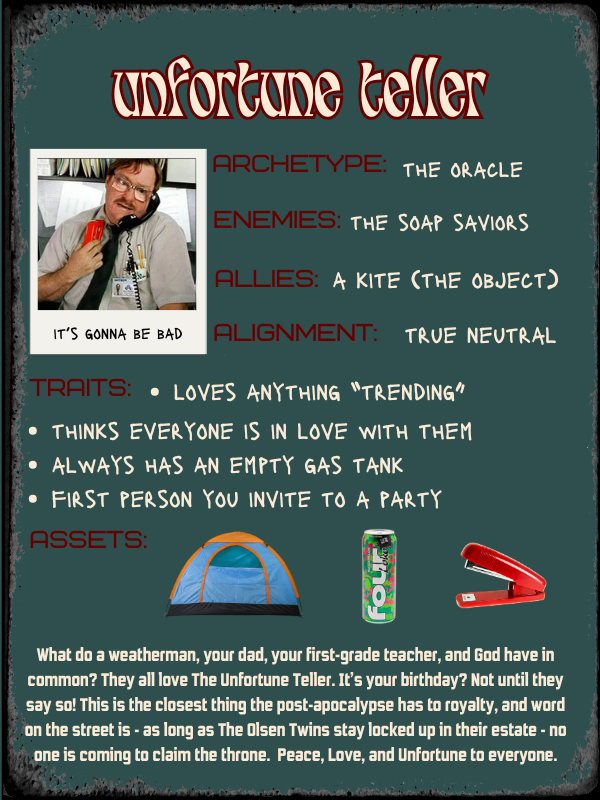 unfortune teller
ARCHETYPE: THE ORACLE
ENEMIES: THE SOAP SAVIORS
ALLIES: A KITE (THE OBJECT)
IT'S GONNA BE BAD
ALIGNMENT: TRUE NEUTRAL
TRAITS: • LOVES ANYTHING "TRENDING"
• THINKS EVERYONE IS IN LOVE WITH THEM
• ALWAYS HAS AN EMPTY GAS TANK
• FIRST PERSON YOU INVITE TO A PARTY
ASSETS:
four
What do a weatherman, your dad, your first-grade teacher, and God have in
common? They all love The Unfortune Teller. It's your birthday? Not until they
say so! This is the closest thing the post-apocalypse has to royalty, and word
on the street is - as long as The Olsen Twins stay locked up in their estate - no
one is coming to claim the throne. Peace, Love, and Unfortune to everyone.